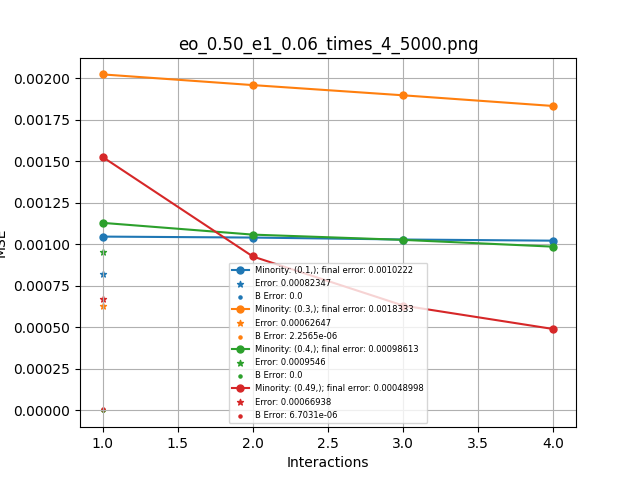 eo_0.50_e1_0.06_times_4_5000.png
0.00200
0.00175
0.00150
0.00125
0.00100
0.00075
0.00050
0.00025
0.00000
MSE
Minority: (0.1,); final error: 0.0010222
Error: 0.00082347
B Error: 0.0
Minority: (0.3,); final error: 0.0018333
Error: 0.00062647
B Error: 2.2565e-06
Minority: (0.4,); final error: 0.00098613
Error: 0.0009546
B Error: 0.0
Minority: (0.49,); final error: 0.00048998
Error: 0.00066938
B Error: 6.7031e-06
1.0 1.5 2.0 2.5 3.0 3.5 4.0
Interactions